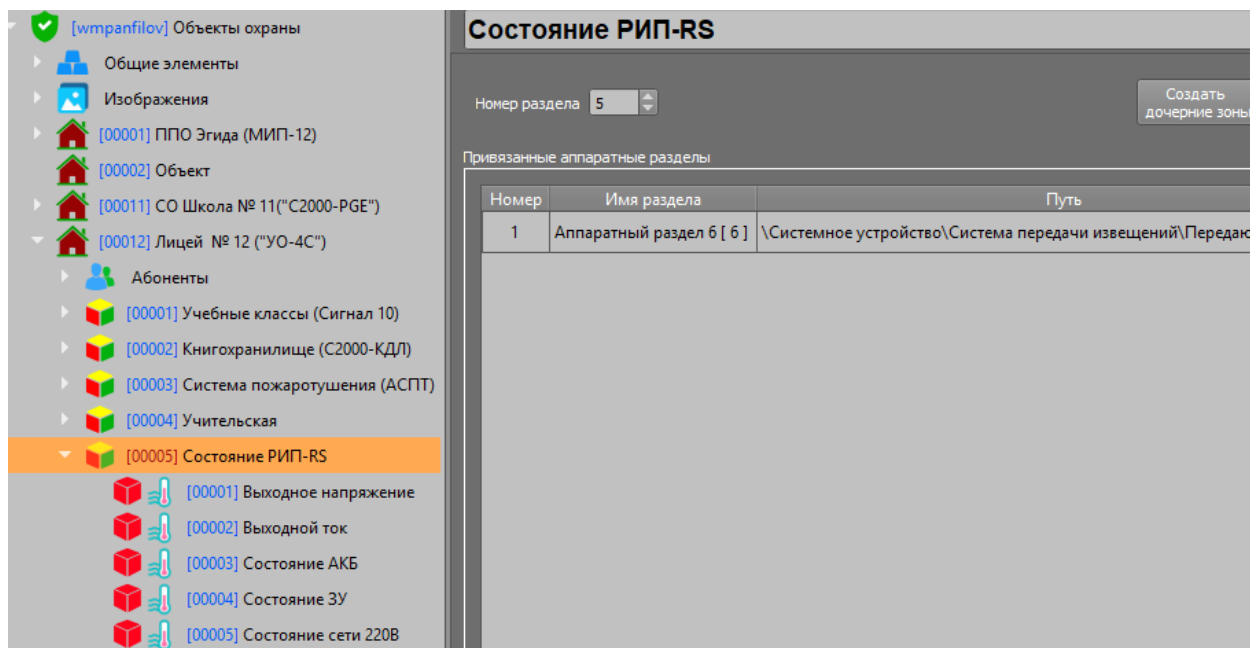 [wmpanfilov] Объекты охраны
Общие элементы
Изображения
[00001] ППО Эгида (МИП-12)
[00002] Объект
[00011] СО Школа № 11("С2000-PGE")
[00012] Лицей № 12 ("УО-4С")
Абоненты
[00001] Учебные классы (Сигнал 10)
[00002] Книгохранилище (С2000-КДЛ)
[00003] Система пожаротушения (АСПТ)
[00004] Учительская
[00005] Состояние РИП-RS
[00001] Выходное напряжение
[00002] Выходной ток
[00003] Состояние АКБ
[00004] Состояние ЗУ
[00005] Состояние сети 220В
Состояние РИП-RS
Номер раздела 5
Создать
дочерние зоны
Привязанные аппаратные разделы
Номер Имя раздела Путь
1 Аппаратный раздел 6 [ 6 ] \Системное устройство\Система передачи извещений\Передаю